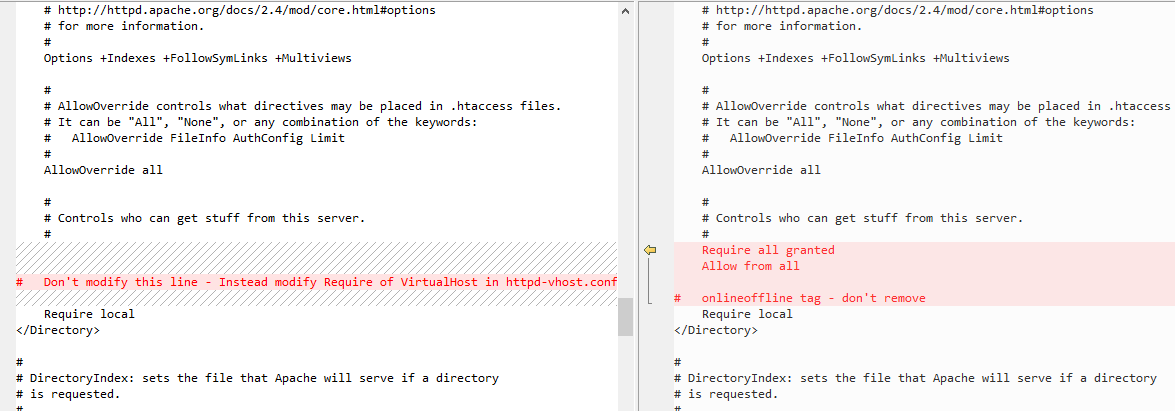 # http://httpd.apache.org/docs/2.4/mod/core.html#options
# for more information.
#
Options +Indexes +FollowSymLinks +Multiviews
#
# AllowOverride controls what directives may be placed in .htaccess files.
# It can be "All", "None", or any combination of the keywords:
#   AllowOverride FileInfo AuthConfig Limit
#
AllowOverride all
#
# Controls who can get stuff from this server.
#
#   Don't modify this line - Instead modify Require of VirtualHost in httpd-vhost.conf
Require local
</Directory>
#
# DirectoryIndex: sets the file that Apache will serve if a directory
# is requested.
#
# http://httpd.apache.org/docs/2.4/mod/core.html#options
# for more information.
#
Options +Indexes +FollowSymLinks +Multiviews
#
# AllowOverride controls what directives may be placed in .htaccess
# It can be "All", "None", or any combination of the keywords:
#   AllowOverride FileInfo AuthConfig Limit
#
AllowOverride all
#
# Controls who can get stuff from this server.
#
Require all granted
Allow from all
#   onlineoffline tag - don't remove
Require local
</Directory>
#
# DirectoryIndex: sets the file that Apache will serve if a directory
# is requested.
#